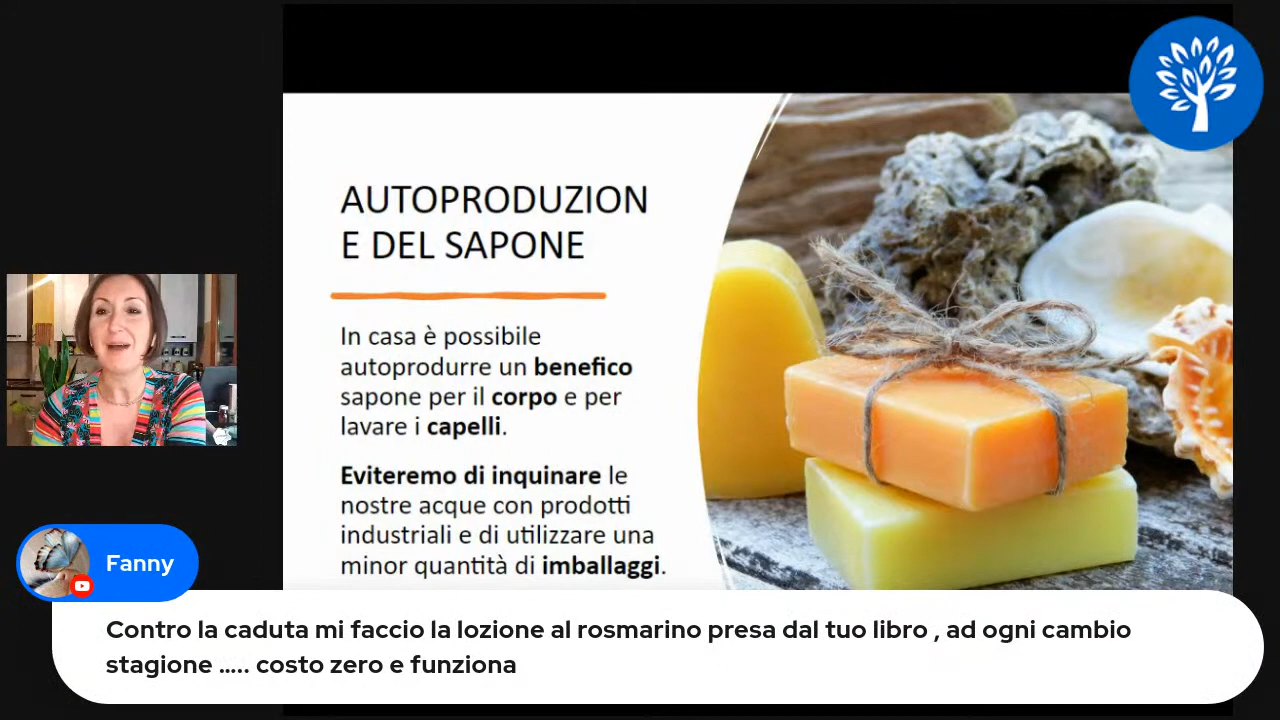 AUTOPRODUZION
E DEL SAPONE
In casa è possibile
autoprodurre un benefico
sapone per il corpo e per
lavare i capelli.
Eviteremo di inquinare le
nostre acque con prodotti
industriali e di utilizzare una
minor quantità di imballaggi.
Fanny
Contro la caduta mi faccio la lozione al rosmarino presa dal tuo libro , ad ogni cambio
stagione ..... costo zero e funziona